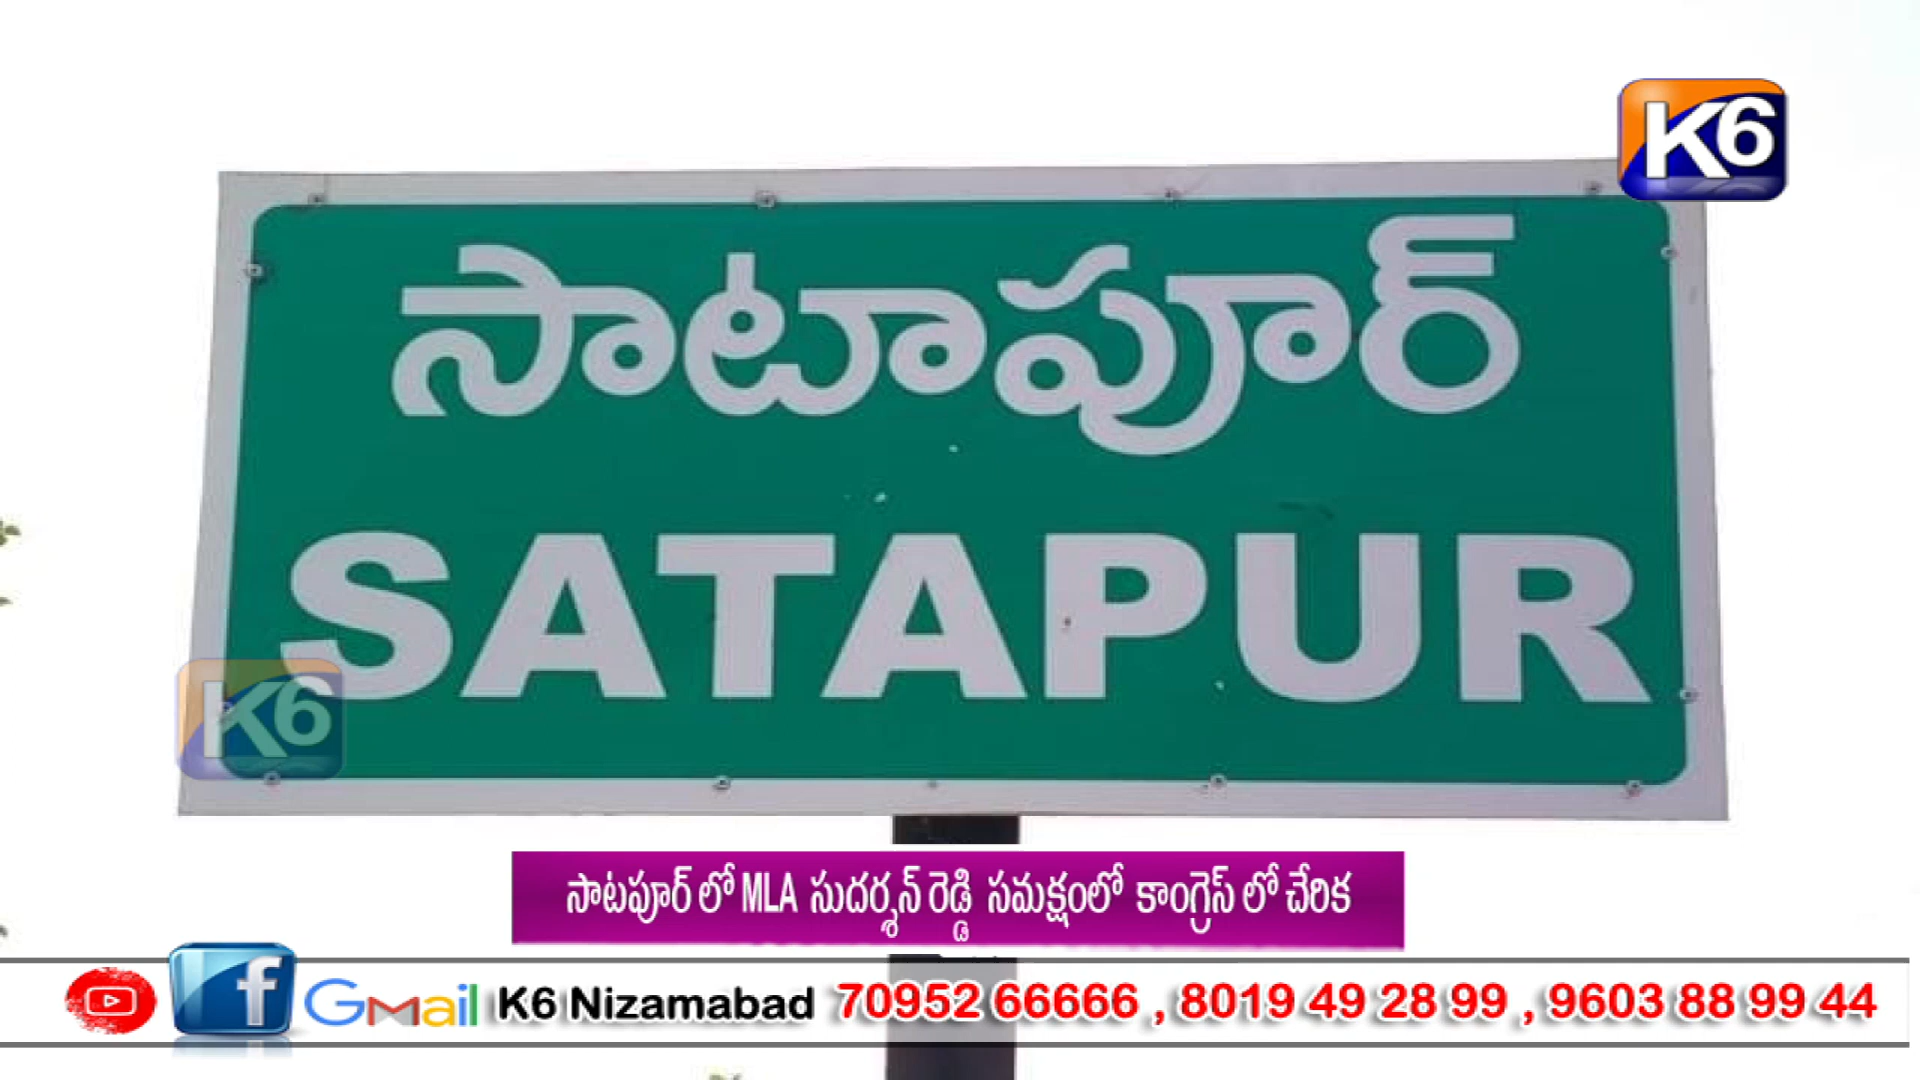 K6
సాటాపూర్
SATAPUR
K6
సాటపూర్ లో MLA సుదర్శన్ రెడ్డి సమక్షంలో కాంగ్రెస్ లో చేరిక
f Gmail K6 Nizamabad 70952 66666 , 8019 49 28 99 , 9603 88 99 44